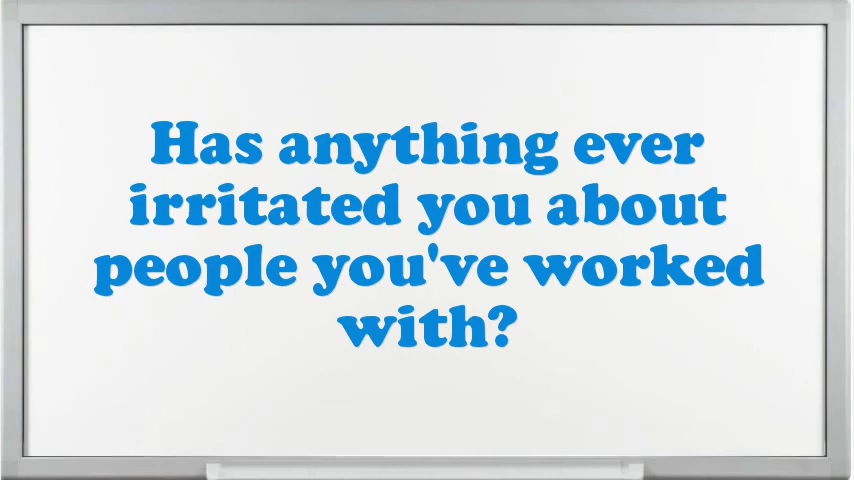 Has anything ever
irritated you about
people you've worked
with?